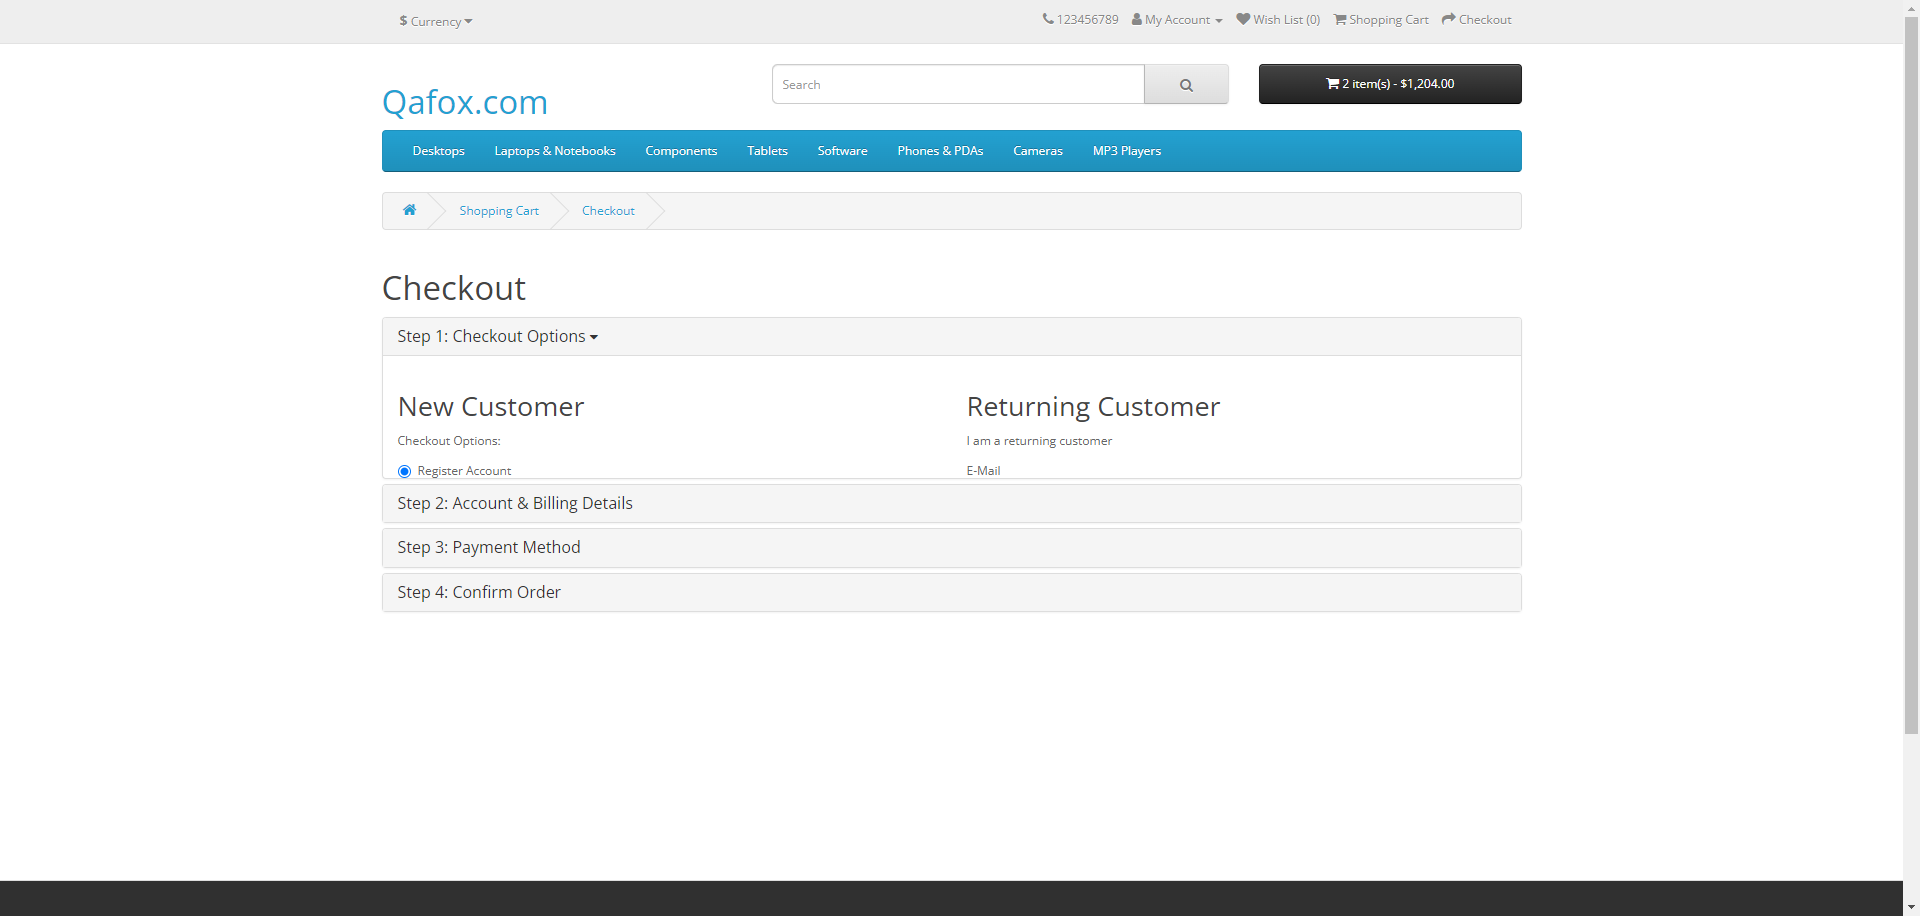 $ Currency
123456789 My Account Wish List (0) Shopping Cart Checkout
Qafox.com
Search
2 item(s) - $1,204.00
Desktops Laptops & Notebooks Components Tablets Software Phones & PDAs Cameras MP3 Players
Shopping Cart Checkout
Checkout
Step 1: Checkout Options
New Customer
Checkout Options:
Register Account
Returning Customer
I am a returning customer
E-Mail
Step 2: Account & Billing Details
Step 3: Payment Method
Step 4: Confirm Order